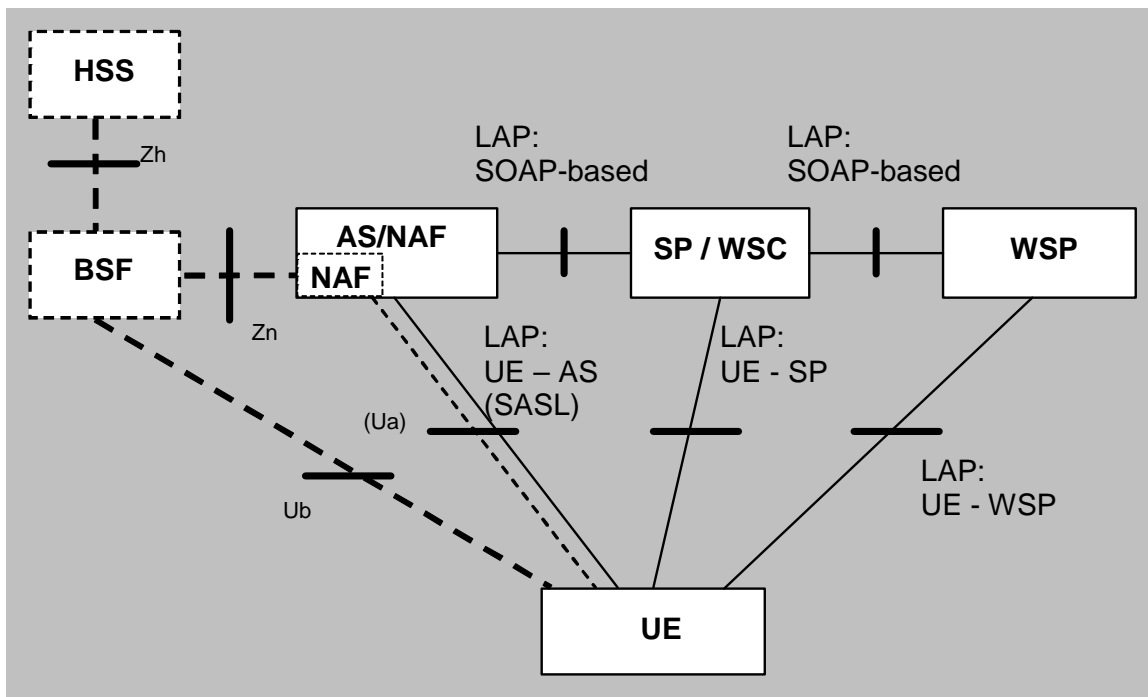 HSS
Zh
LAP:
SOAP-based
LAP:
SOAP-based
BSF
AS/NAF
NAF
SP / WSC
WSP
Zn
LAP:
UE – AS
(SASL)
LAP:
UE - SP
(Ua)
Ub
LAP:
UE - WSP
UE